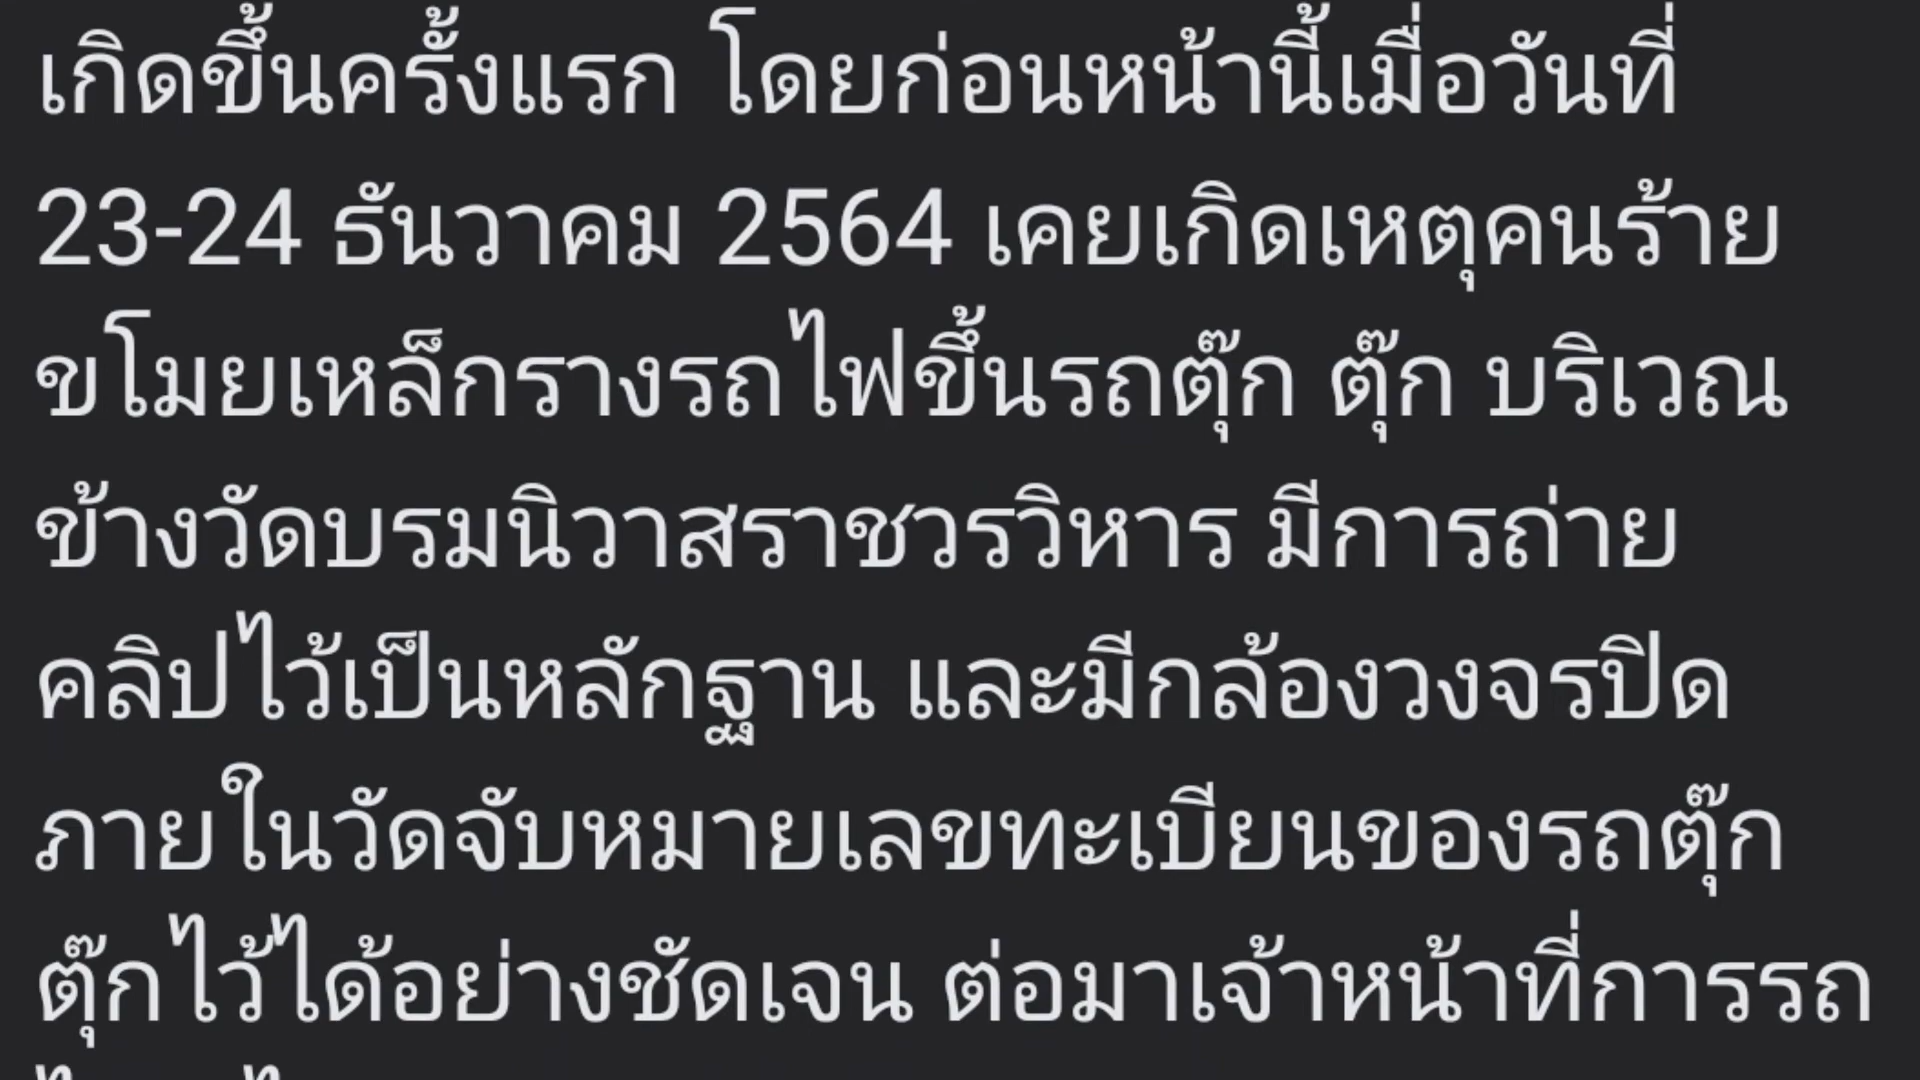 เกิดขึ้นครั้งแรก โดยก่อนหน้านี้เมื่อวันที่
23-24 ธันวาคม 2564 เคยเกิดเหตุคนร้าย
ขโมยเหล็กรางรถไฟขึ้นรถตุ๊ก ตุ๊ก บริเวณ
ข้างวัดบรมนิวาสราชวรวิหาร มีการถ่าย
คลิปไว้เป็นหลักฐาน และมีกล้องวงจรปิด
ภายในวัดจับหมายเลขทะเบียนของรถตุ๊ก
ตุ๊กไว้ได้อย่างชัดเจน ต่อมาเจ้าหน้าที่การรถ